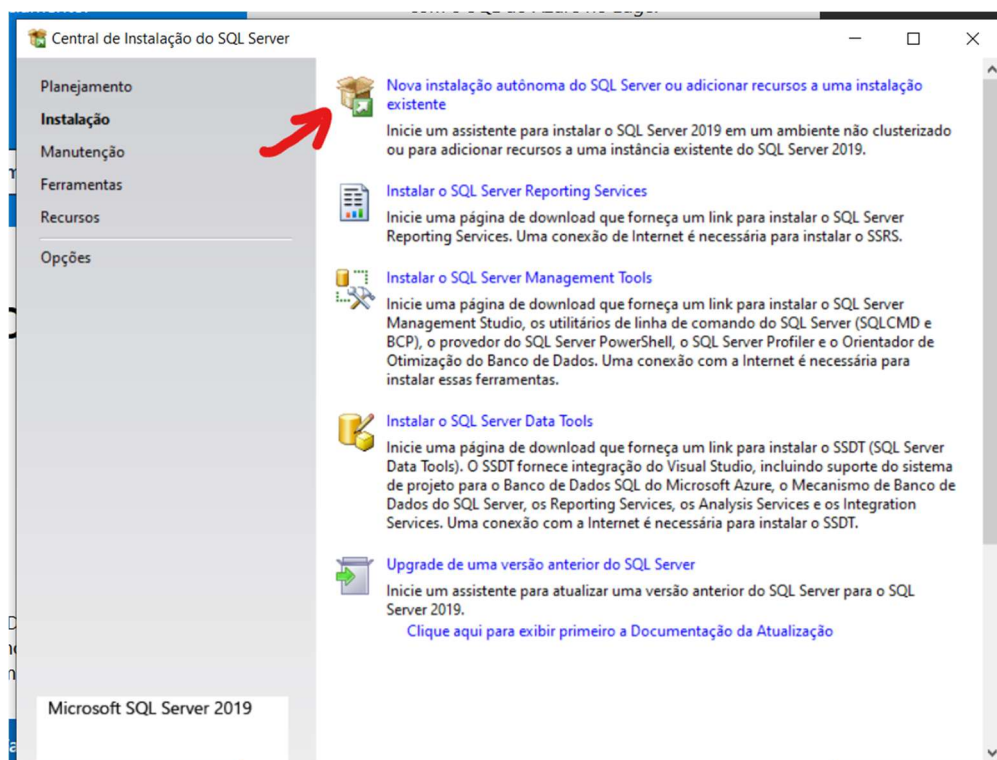 Central de Instalação do SQL Server
Planejamento
Instalação
Manutenção
Ferramentas
Recursos
Opções
Nova instalação autônoma do SQL Server ou adicionar recursos a uma instalação
existente
Inicie um assistente para instalar o SQL Server 2019 em um ambiente não clusterizado
ou para adicionar recursos a uma instância existente do SQL Server 2019.
Instalar o SQL Server Reporting Services
Inicie uma página de download que forneça um link para instalar o SQL Server
Reporting Services. Uma conexão de Internet é necessária para instalar o SSRS.
Instalar o SQL Server Management Tools
Inicie uma página de download que forneça um link para instalar o SQL Server
Management Studio, os utilitários de linha de comando do SQL Server (SQLCMD e
BCP), o provedor do SQL Server PowerShell, o SQL Server Profiler e o Orientador de
Otimização do Banco de Dados. Uma conexão com a Internet é necessária para
instalar essas ferramentas.
Instalar o SQL Server Data Tools
Inicie uma página de download que forneça um link para instalar o SSDT (SQL Server
Data Tools). O SSDT fornece integração do Visual Studio, incluindo suporte do sistema
de projeto para o Banco de Dados SQL do Microsoft Azure, o Mecanismo de Banco de
Dados do SQL Server, os Reporting Services, os Analysis Services e os Integration
Services. Uma conexão com a Internet é necessária para instalar o SSDT.
Upgrade de uma versão anterior do SQL Server
Inicie um assistente para atualizar uma versão anterior do SQL Server para o SQL
Server 2019.
Clique aqui para exibir primeiro a Documentação da Atualização
Microsoft SQL Server 2019